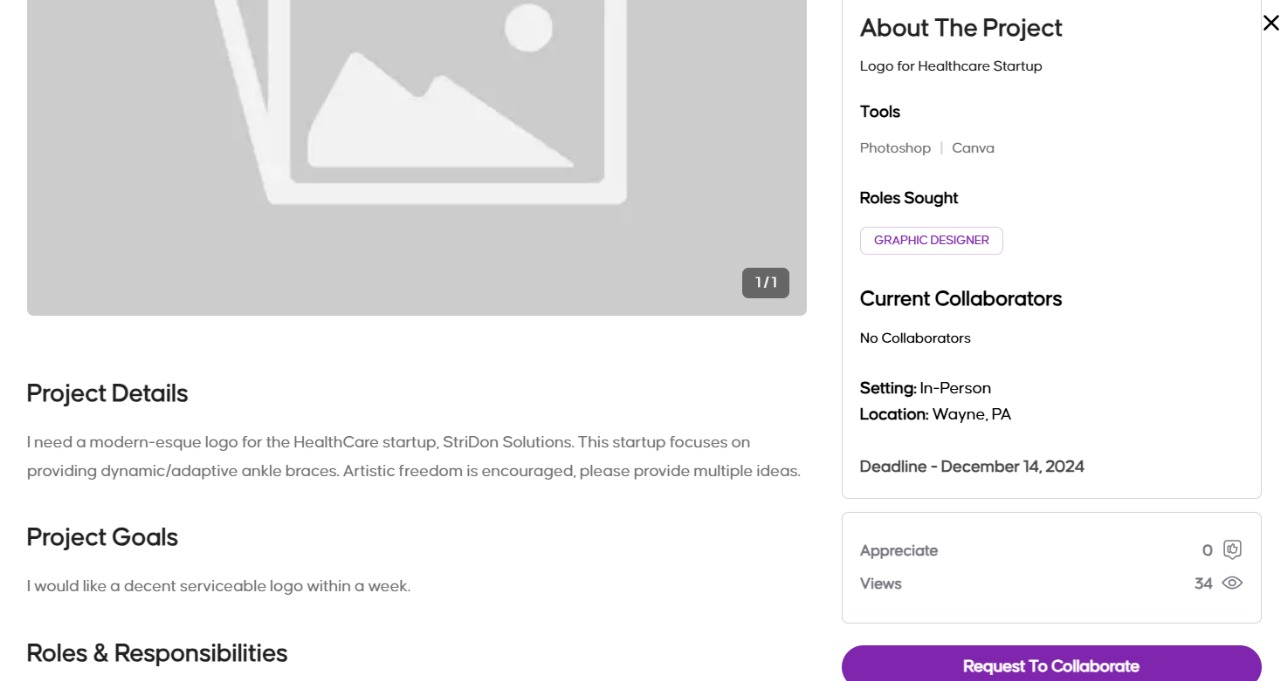 1/1
Project Details
I need a modern-esque logo for the HealthCare startup, StriDon Solutions. This startup focuses on
providing dynamic/adaptive ankle braces. Artistic freedom is encouraged, please provide multiple ideas.
Project Goals
I would like a decent serviceable logo within a week.
Roles & Responsibilities
About The Project
Logo for Healthcare Startup
Tools
Photoshop | Canva
Roles Sought
GRAPHIC DESIGNER
Current Collaborators
No Collaborators
Setting: In-Person
Location: Wayne, PA
Deadline - December 14, 2024
Appreciate 0
Views 34
Request To Collaborate